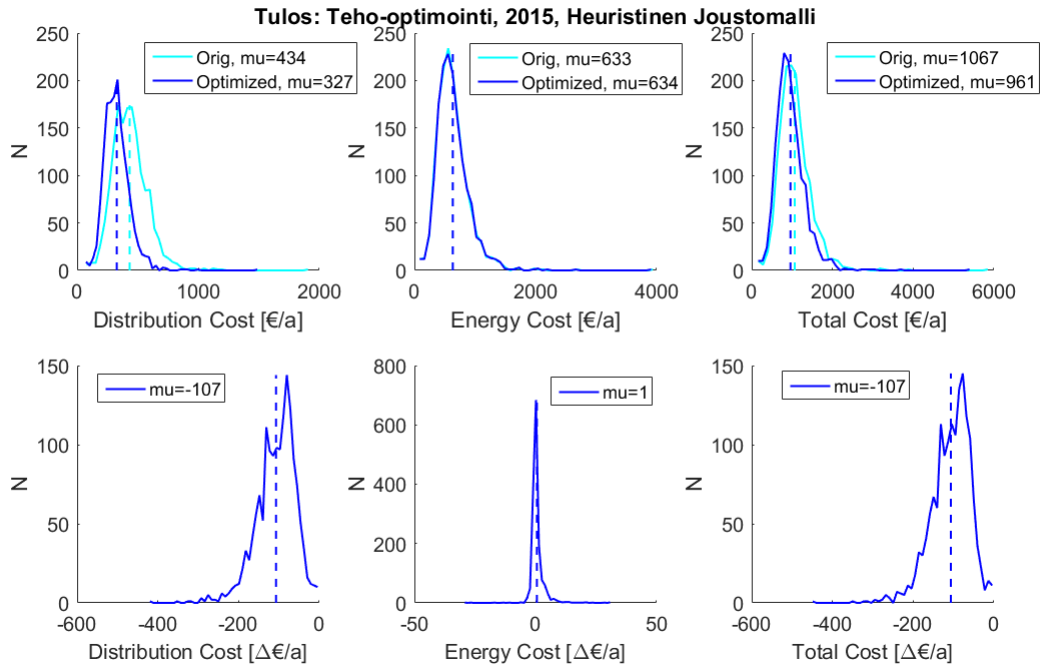 Tulos: Teho-optimointi, 2015, Heuristinen Joustomalli
250
200
150
100
50
0
N
Orig, mu=434
Optimized, mu=327
0
1000
2000
Distribution Cost [€/a]
250
200
150
100
50
0
N
Orig, mu=633
Optimized, mu=634
0
2000
4000
Energy Cost [€/a]
250
200
150
100
50
0
N
Orig, mu=1067
Optimized, mu=961
0
2000
4000
6000
Total Cost [€/a]
150
100
50
0
N
mu=-107
-600
-400
-200
0
Distribution Cost [Δ€/a]
800
600
400
200
0
N
mu=1
-50
0
50
Energy Cost [Δ€/a]
150
100
50
0
N
mu=-107
-600
-400
-200
0
Total Cost [Δ€/a]